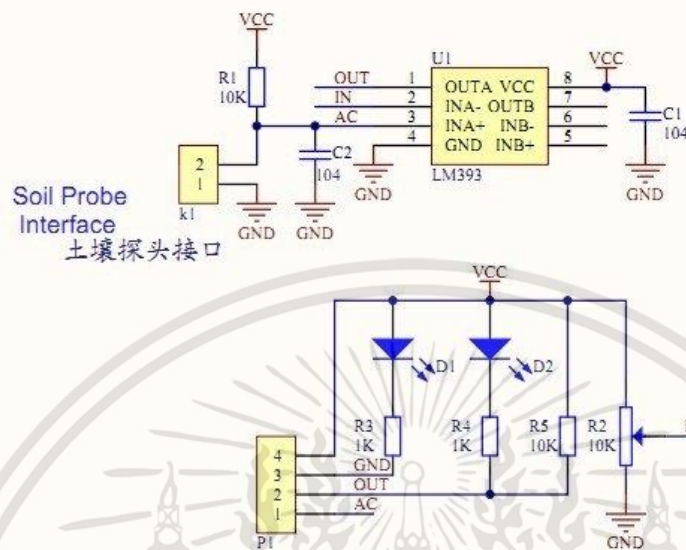 VCC
R1
10K
2
1
k1
GND
Soil Probe
Interface
土壤探头接口
C2
104
GND
OUT
IN
AC
U1
1 OUTA VCC 8
2 INA- OUTB 7
3 INA+ INB- 6
4 GND INB+ 5
LM393
GND
VCC
C1
104
GND
VCC
D1
D2
R3
1K
R4
1K
R5
10K
R2
10K
GND
4
3
2
1
P1
GND
OUT
AC